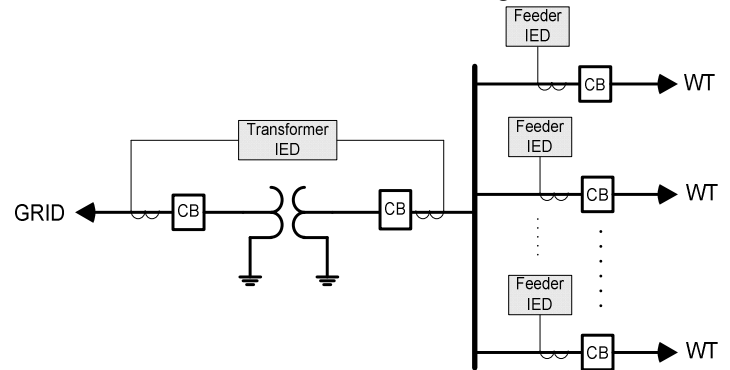 Feeder
IED
CB
WT
Transformer
IED
Feeder
IED
CB
WT
GRID
CB
CB
Feeder
IED
CB
WT